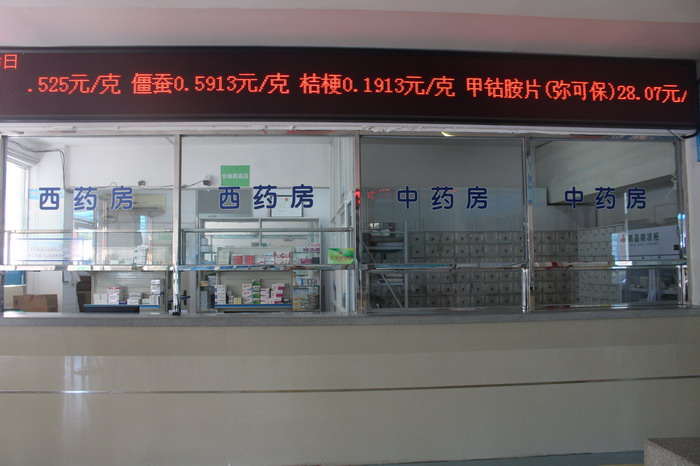 日
.525元/克 僵蚕0.5913元/克 桔梗0.1913元/克 甲钴胺片(弥可保)28.07元/
西药房
西药房
中药房
中药房